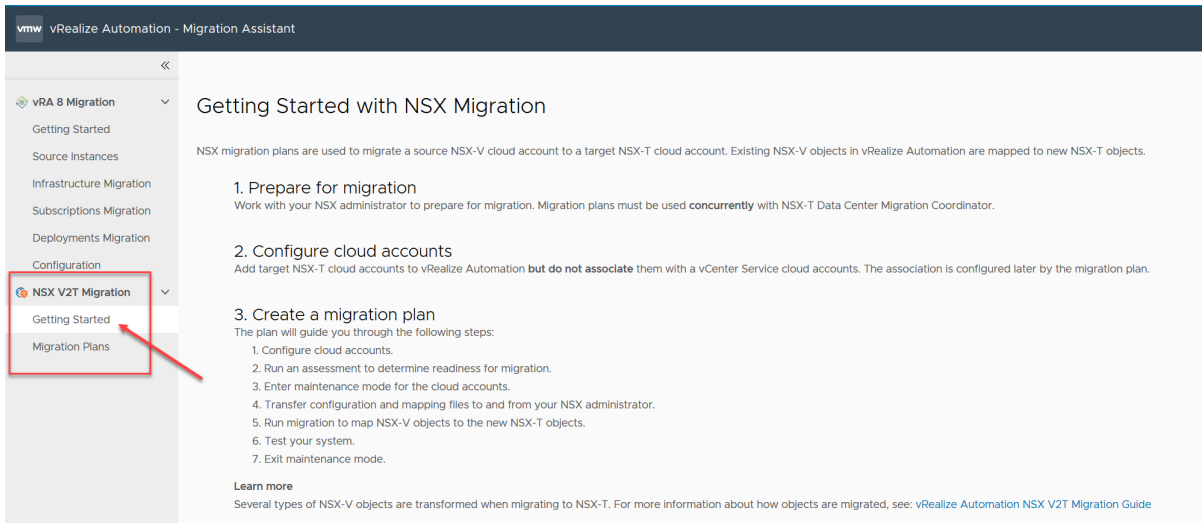 vmw vRealize Automation - Migration Assistant
vRA 8 Migration
Getting Started
Source Instances
Infrastructure Migration
Subscriptions Migration
Deployments Migration
Configuration
NSX V2T Migration
Getting Started
Migration Plans
Getting Started with NSX Migration
NSX migration plans are used to migrate a source NSX-V cloud account to a target NSX-T cloud account. Existing NSX-V objects in vRealize Automation are mapped to new NSX-T objects.
1. Prepare for migration
Work with your NSX administrator to prepare for migration. Migration plans must be used concurrently with NSX-T Data Center Migration Coordinator.
2. Configure cloud accounts
Add target NSX-T cloud accounts to vRealize Automation but do not associate them with a vCenter Service cloud accounts. The association is configured later by the migration plan.
3. Create a migration plan
The plan will guide you through the following steps:
1. Configure cloud accounts.
2. Run an assessment to determine readiness for migration.
3. Enter maintenance mode for the cloud accounts.
4. Transfer configuration and mapping files to and from your NSX administrator.
5. Run migration to map NSX-V objects to the new NSX-T objects.
6. Test your system.
7. Exit maintenance mode.
Learn more
Several types of NSX-V objects are transformed when migrating to NSX-T. For more information about how objects are migrated, see: vRealize Automation NSX V2T Migration Guide